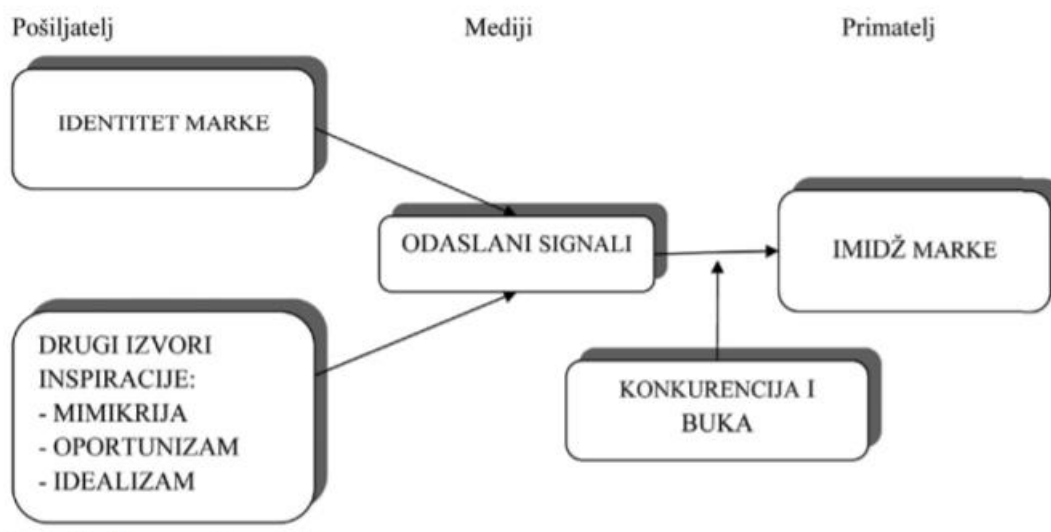 Pošiljatelj
Mediji
Primatelj
IDENTITET MARKE
ODASLANI SIGNALI
IMIDŽ MARKE
DRUGI IZVORI
INSPIRACIJE:
- MIMIKRIJA
- OPORTUNIZAM
- IDEALIZAM
KONKURENCIJA I
BUKA